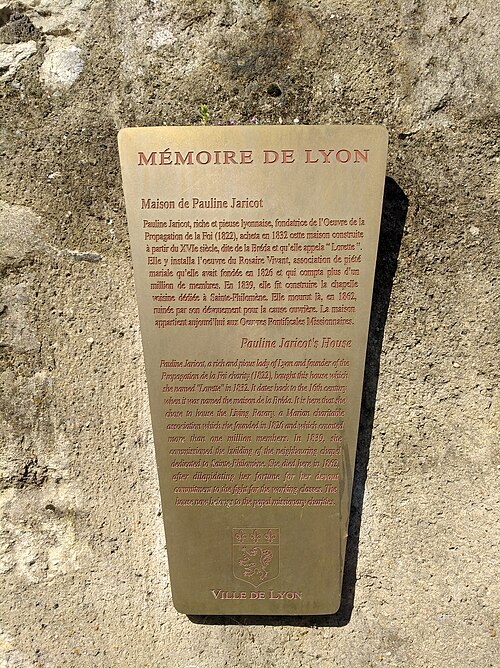 MÉMOIRE DE LYON
Maison de Pauline Jaricot
Pauline Jaricot, riche et pieuse lyonnaise, fondatrice de l'Oeuvre de la
Propagation de la Foi (1822), acheta en 1832 cette maison construite
à partir du XVIe siècle, dite de la Bréda et qu'elle appela " Lorette ".
Elle y installa l'oeuvre du Rosaire Vivant, association de piété
mariale qu'elle avait fondée en 1826 et qui compta plus d'un
million de membres. En 1839, elle fit construire la chapelle
voisine dédiée à Sainte-Philomène. Elle mourut là, en 1862,
ruinée par son dévouement pour la cause ouvrière. La maison
appartient aujourd'hui aux Oeuvres Pontificales Missionnaires.
Pauline Jaricot's House
Pauline Jaricot, a rich and pious lady of Lyon and founder of the
Propagation de la Foi charity (1822), bought this house which
she named "Lorette" in 1832. It dates back to the 16th century
when it was named the maison de la Bréda. It is here that she
chose to house the Living Rosary, a Marian charitable
association which she founded in 1826 and which counted
more than one million members. In 1839, she
commissioned the building of the neighbouring chapel
dedicated to Sainte-Philomène. She died here in 1862,
after dilapidating her fortune for her devout
commitment to the fight for the working classes. The
house now belongs to the papal missionary charities.
VILLE DE LYON